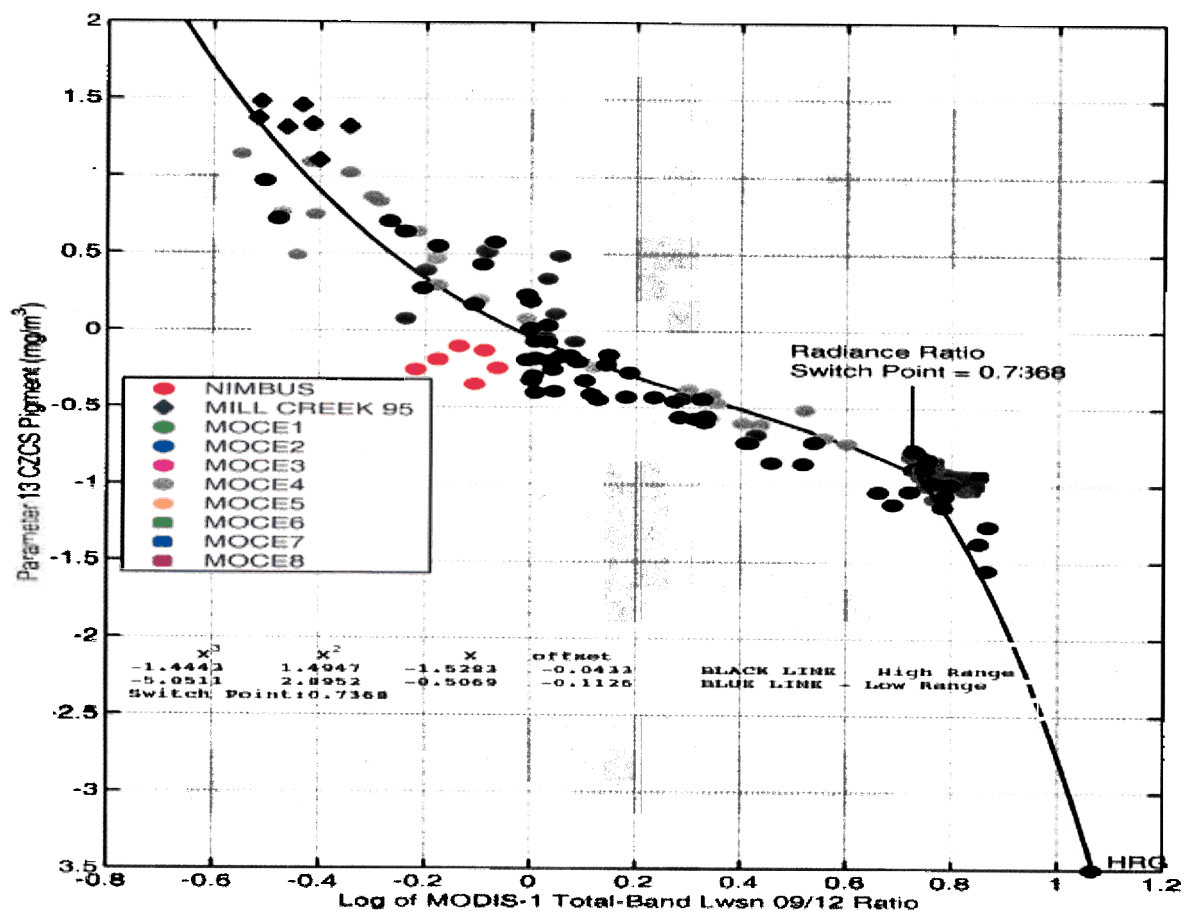 2
1.5
1
0.5
0
-0.5
-1
-1.5
-2
-2.5
-3
3.5
Parameter 13 CZCS Pigment (mg/m³)
Radiance Ratio
Switch Point = 0.7368
NIMBUS
MILL CREEK 95
MOCE1
MOCE2
MOCE3
MOCE4
MOCE5
MOCE6
MOCE7
MOCE8
x³ x² x offset
-1.4443 1.4947 -1.5283 -0.0433 BLACK LINE - High Range
-5.0511 2.8952 -0.5069 -0.1126 BLUE LINE - Low Range
Switch Point:0.7368
HRG
-0.8 -0.6 -0.4 -0.2 0 0.2 0.4 0.6 0.8 1 1.2
Log of MODIS-1 Total-Band Lwsn 09/12 Ratio